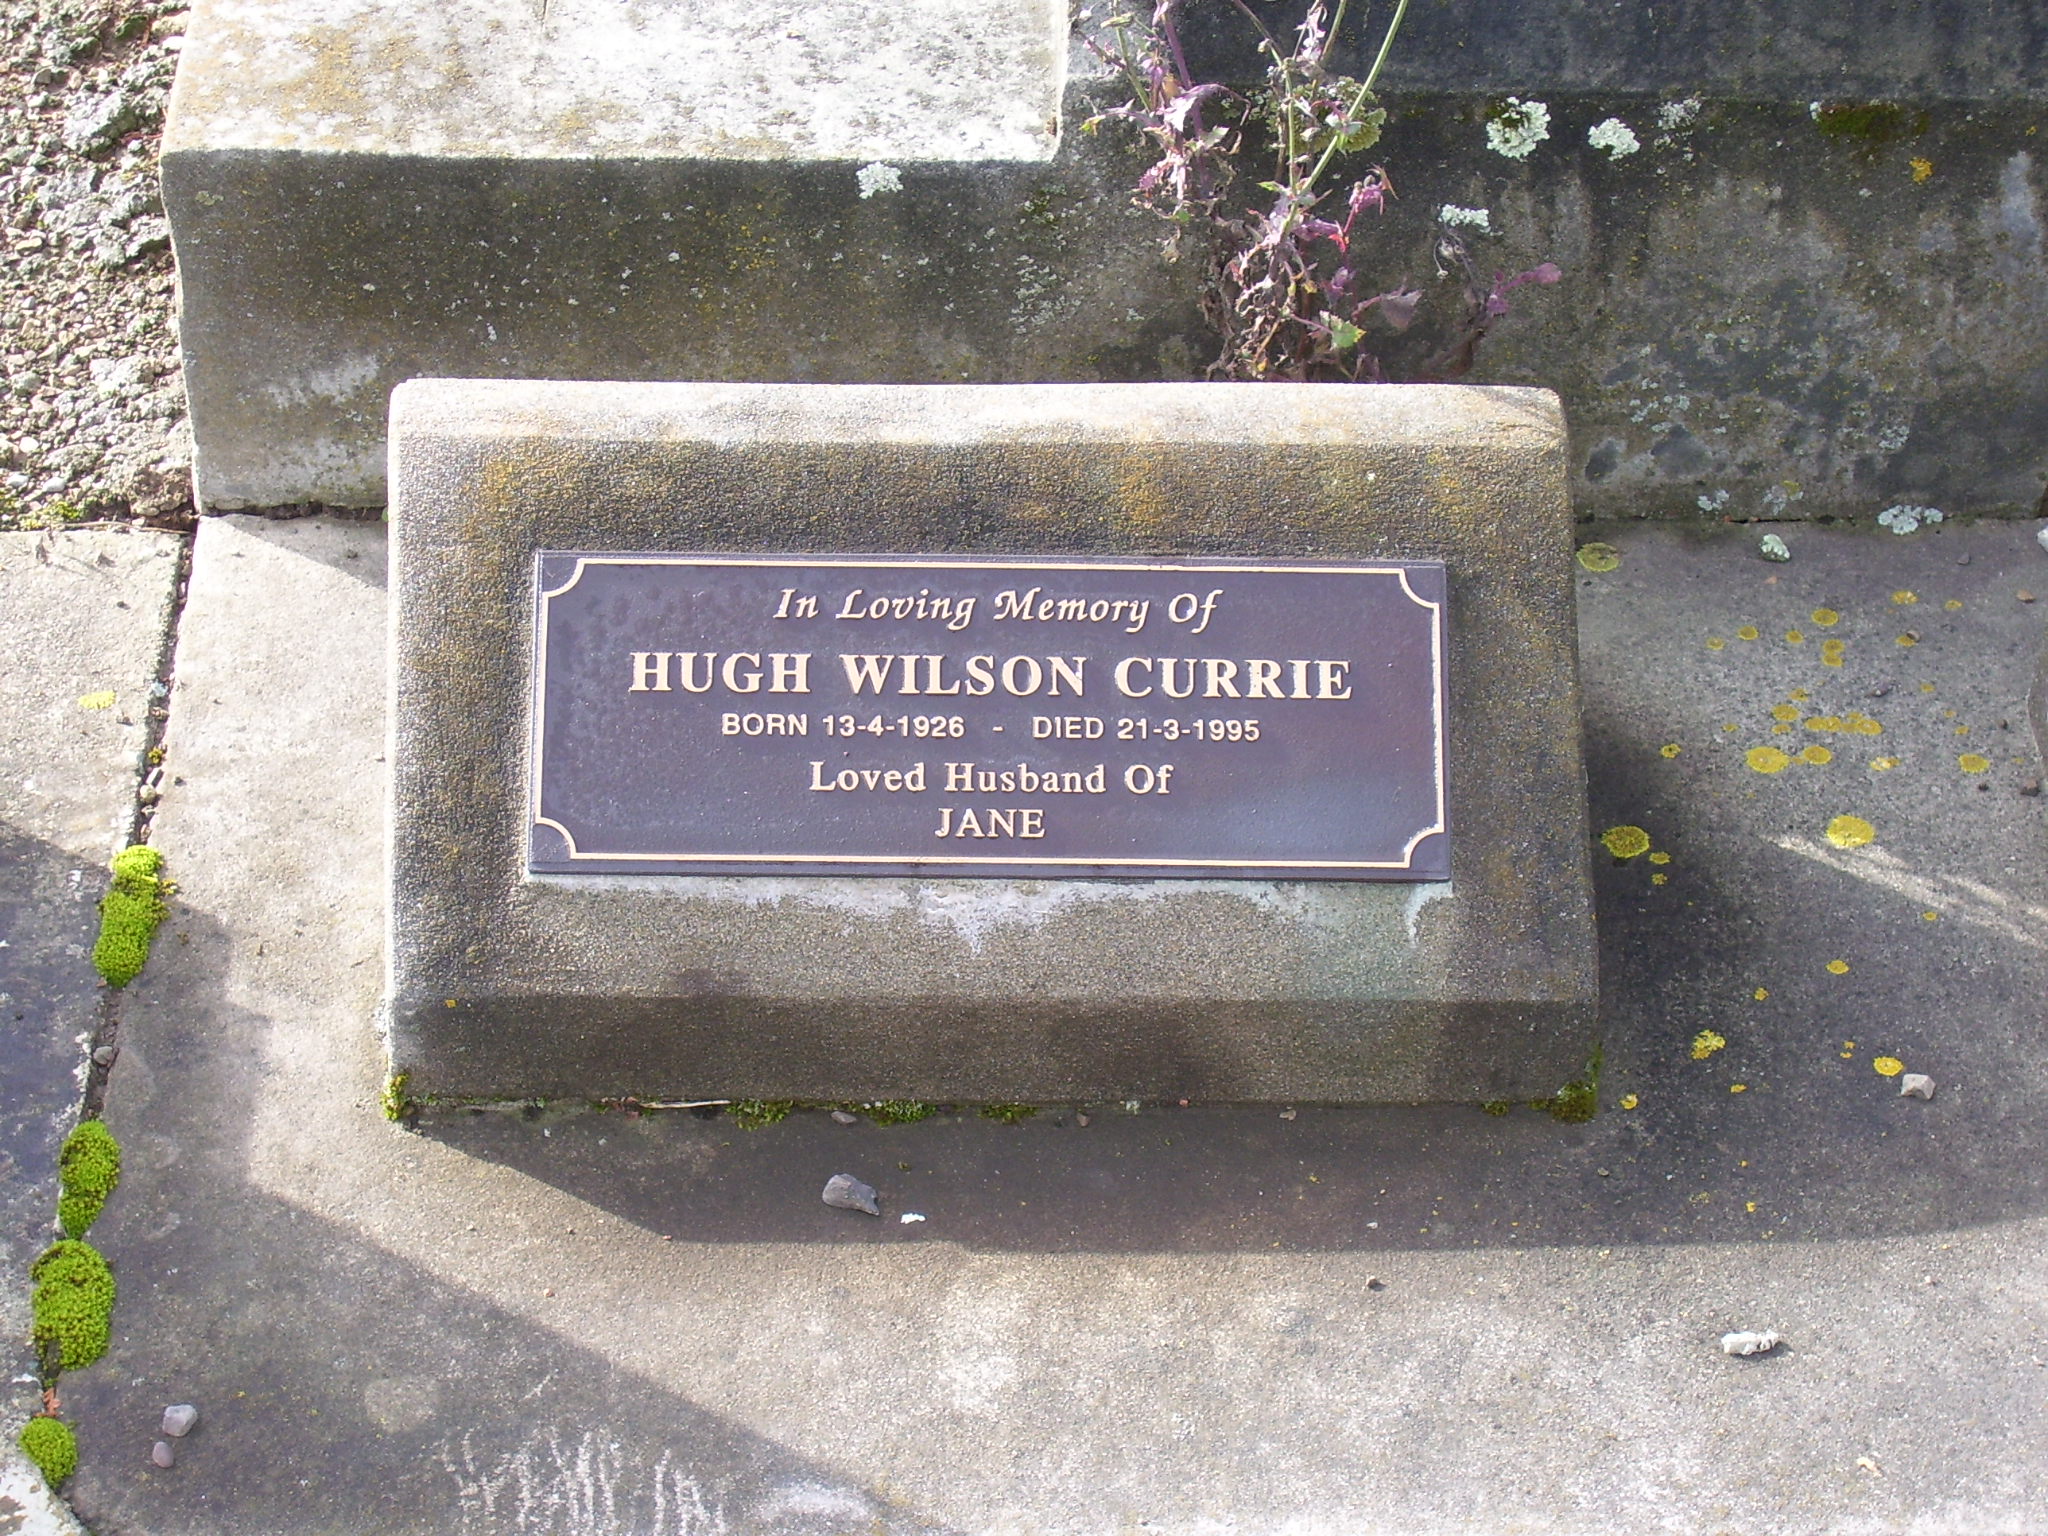 In Loving Memory Of
HUGH WILSON CURRIE
BORN 13-4-1926 - DIED 21-3-1995
Loved Husband Of
JANE